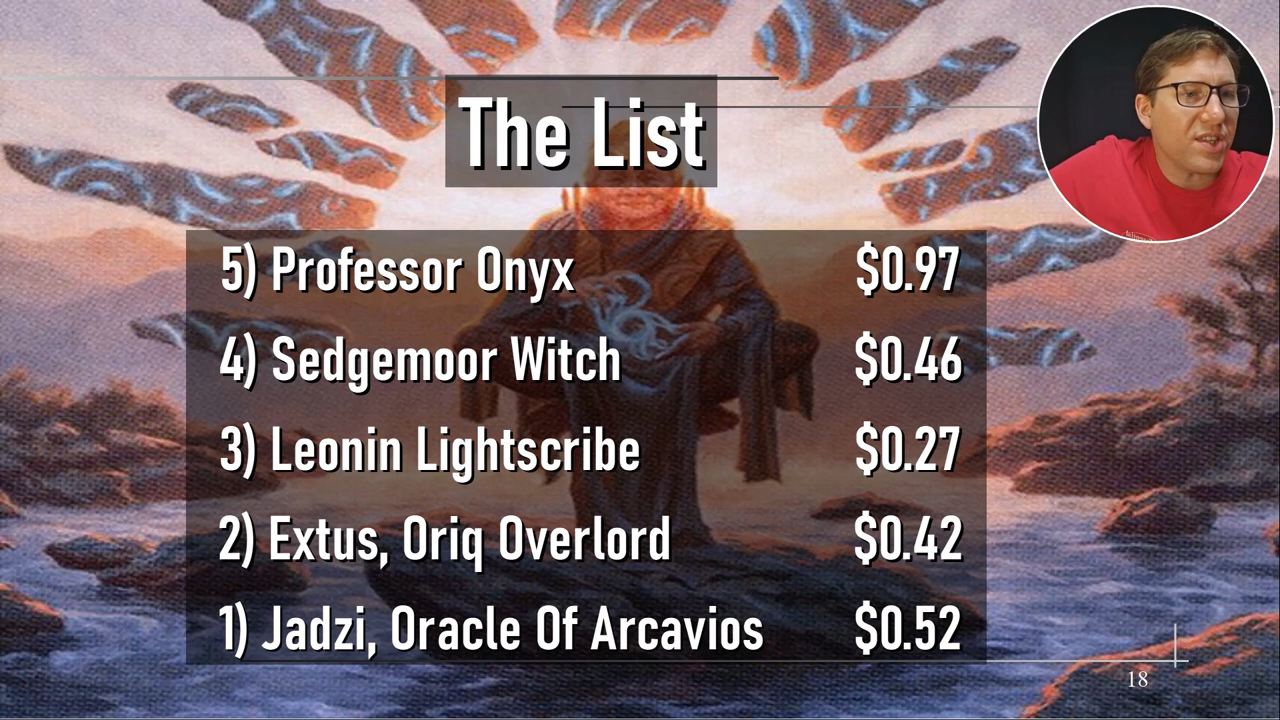 The List
5) Professor Onyx $0.97
4) Sedgemoor Witch $0.46
3) Leonin Lightscribe $0.27
2) Extus, Oriq Overlord $0.42
1) Jadzi, Oracle Of Arcavios $0.52
18